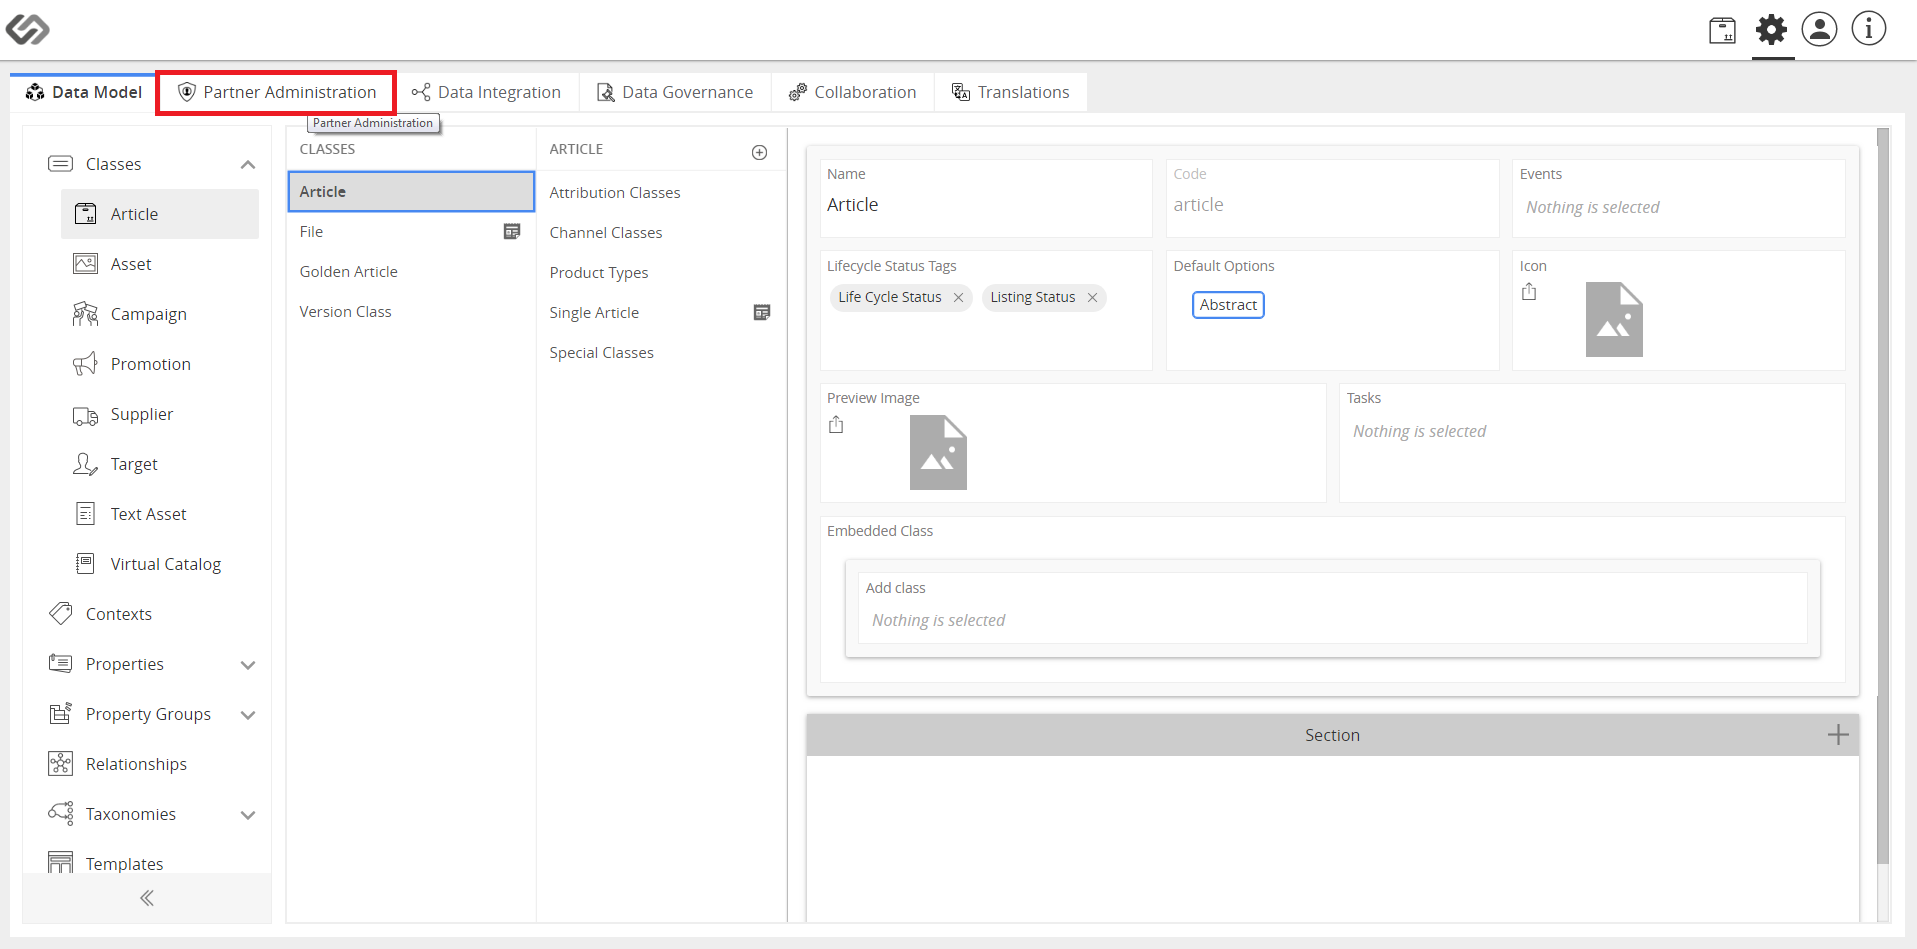 Data Model
Partner Administration
Data Integration
Data Governance
Collaboration
Translations
Partner Administration
Classes
Article
Asset
Campaign
Promotion
Supplier
Target
Text Asset
Virtual Catalog
Contexts
Properties
Property Groups
Relationships
Taxonomies
Templates
CLASSES
Article
File
Golden Article
Version Class
ARTICLE
Attribution Classes
Channel Classes
Product Types
Single Article
Special Classes
Name
Article
Code
article
Events
Nothing is selected
Lifecycle Status Tags
Life Cycle Status
Listing Status
Default Options
Abstract
Icon
Preview Image
Tasks
Nothing is selected
Embedded Class
Add class
Nothing is selected
Section